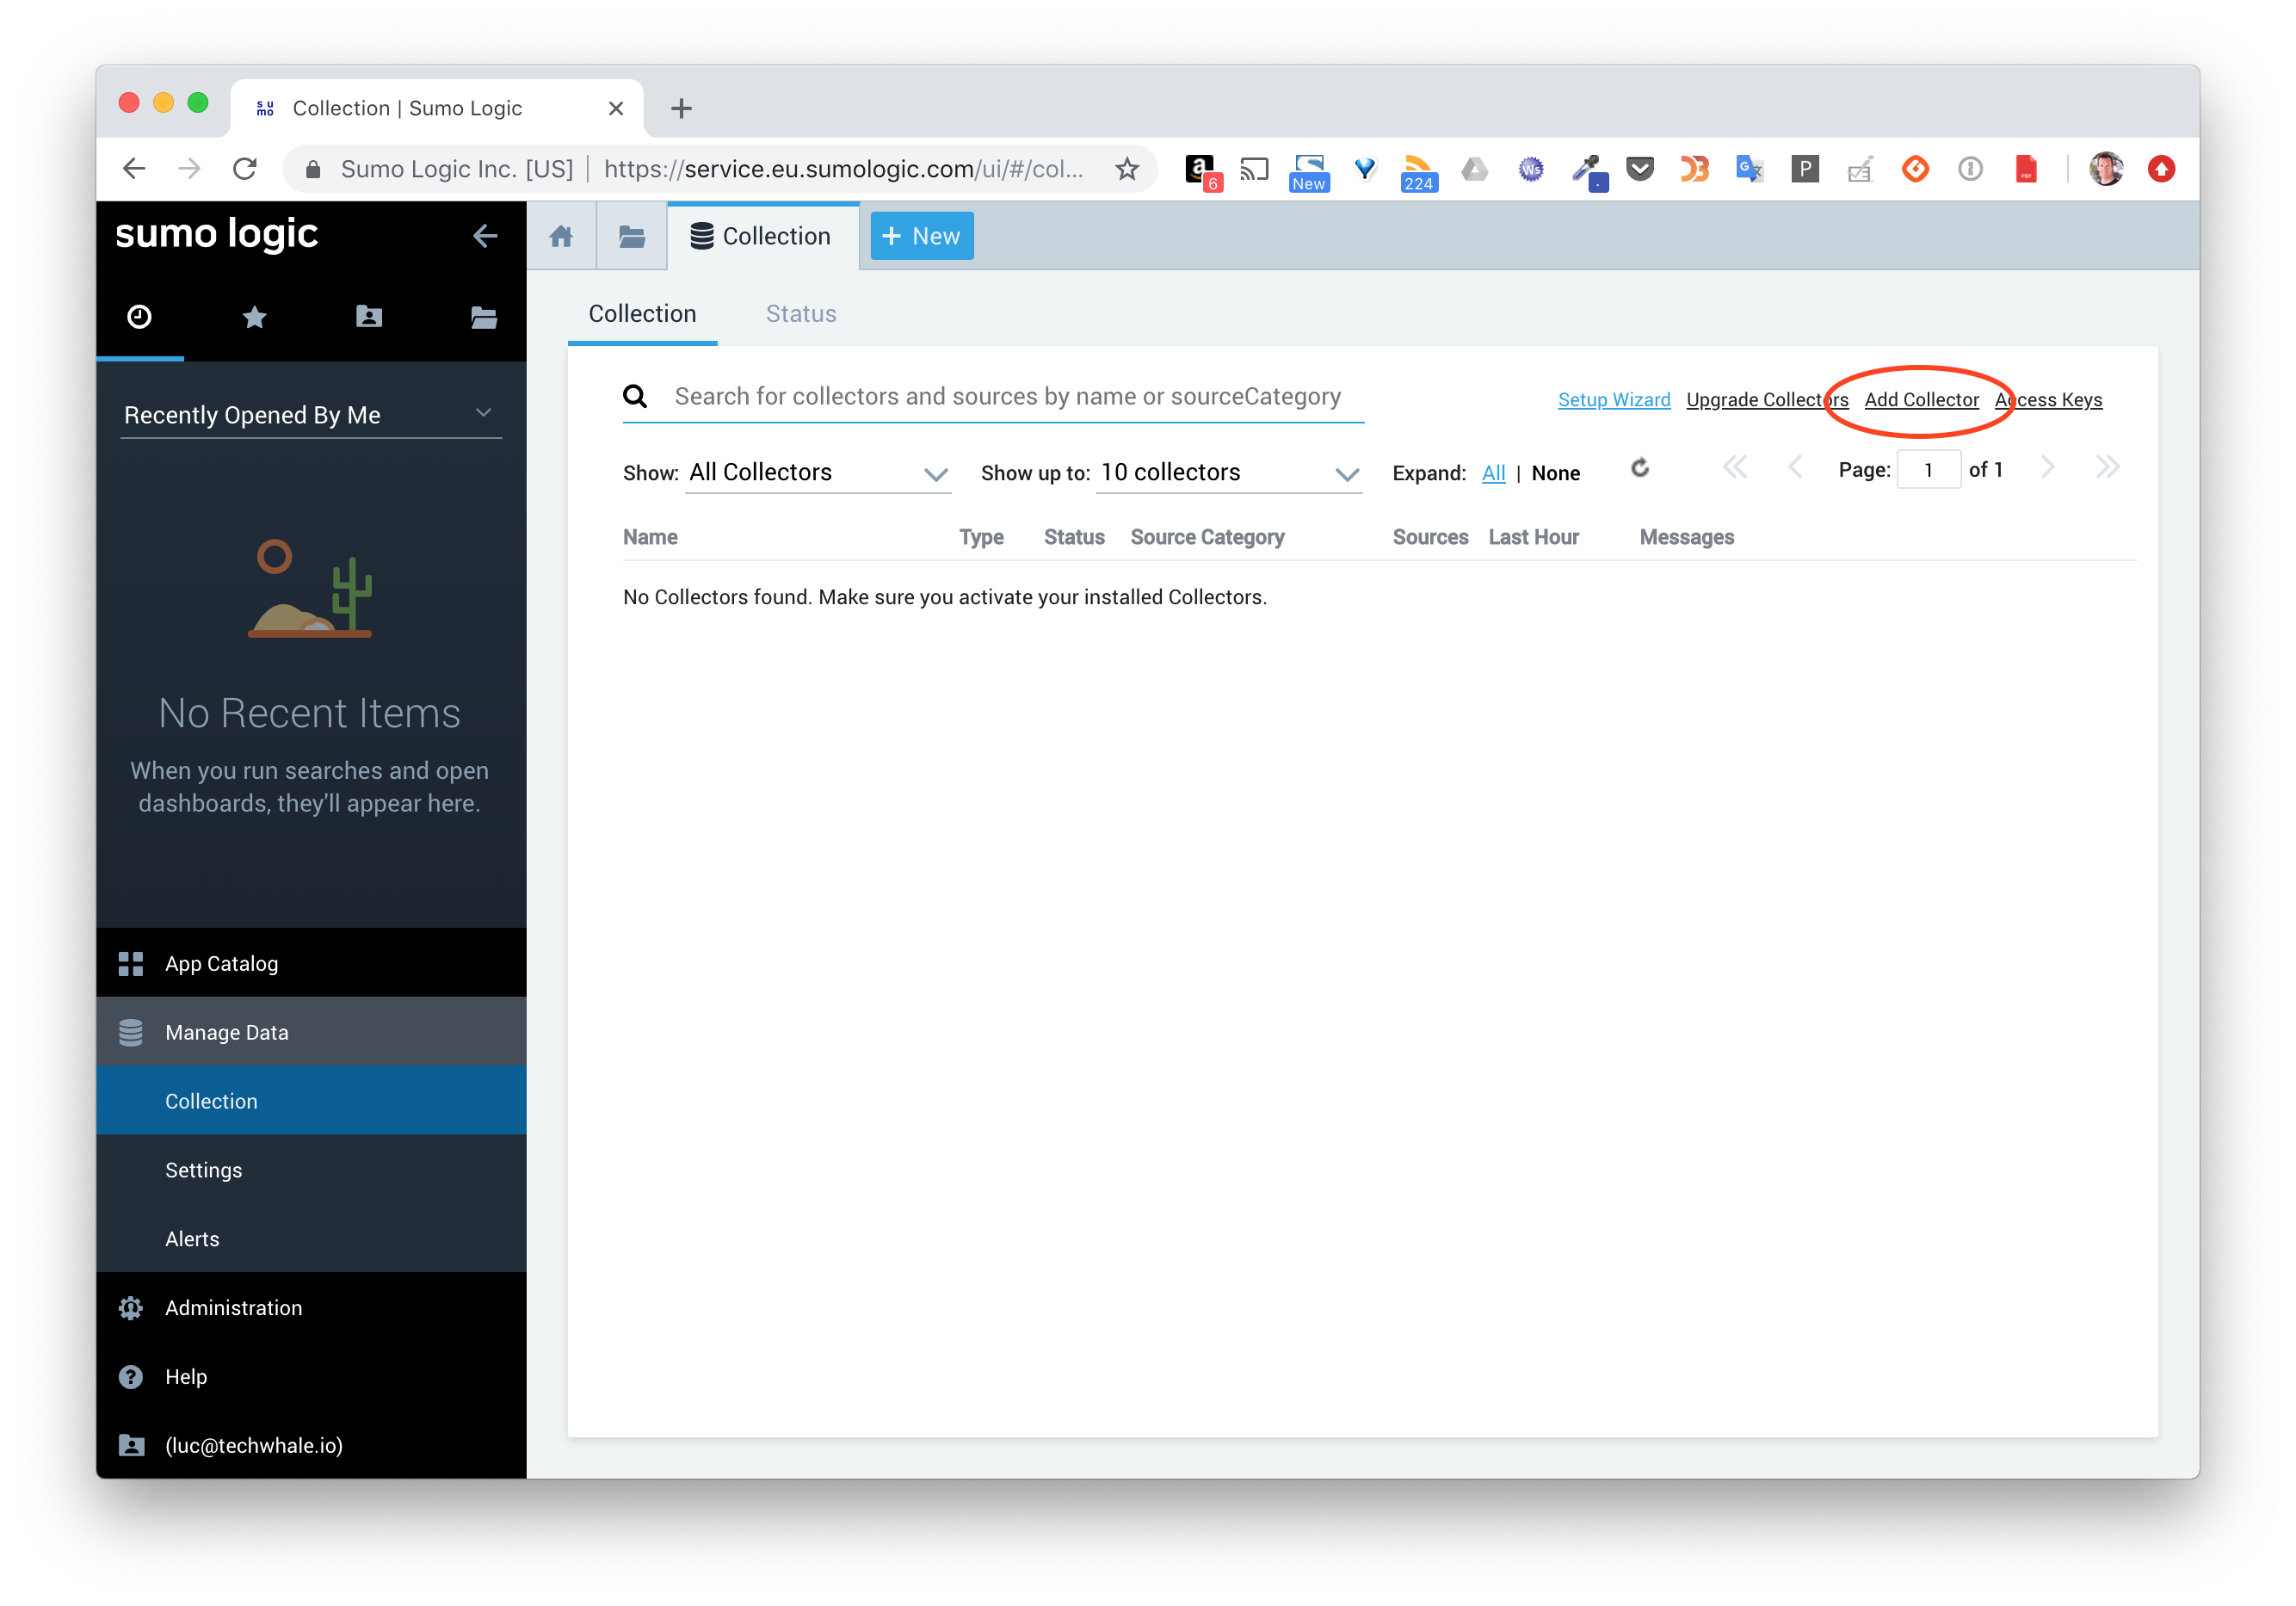 su
mo
Collection | Sumo Logic
Sumo Logic Inc. [US] | https://service.eu.sumologic.com/ui/#/col...
a 6 New 224 Ws D3 G P PDF
sumo logic
Collection
+ New
Collection Status
Recently Opened By Me
Search for collectors and sources by name or sourceCategory
Setup Wizard Upgrade Collectors Add Collector Access Keys
Show: All Collectors Show up to: 10 collectors Expand: All | None Page: 1 of 1
Name Type Status Source Category Sources Last Hour Messages
No Collectors found. Make sure you activate your installed Collectors.
No Recent Items
When you run searches and open
dashboards, they'll appear here.
App Catalog
Manage Data
Collection
Settings
Alerts
Administration
Help
(luc@techwhale.io)